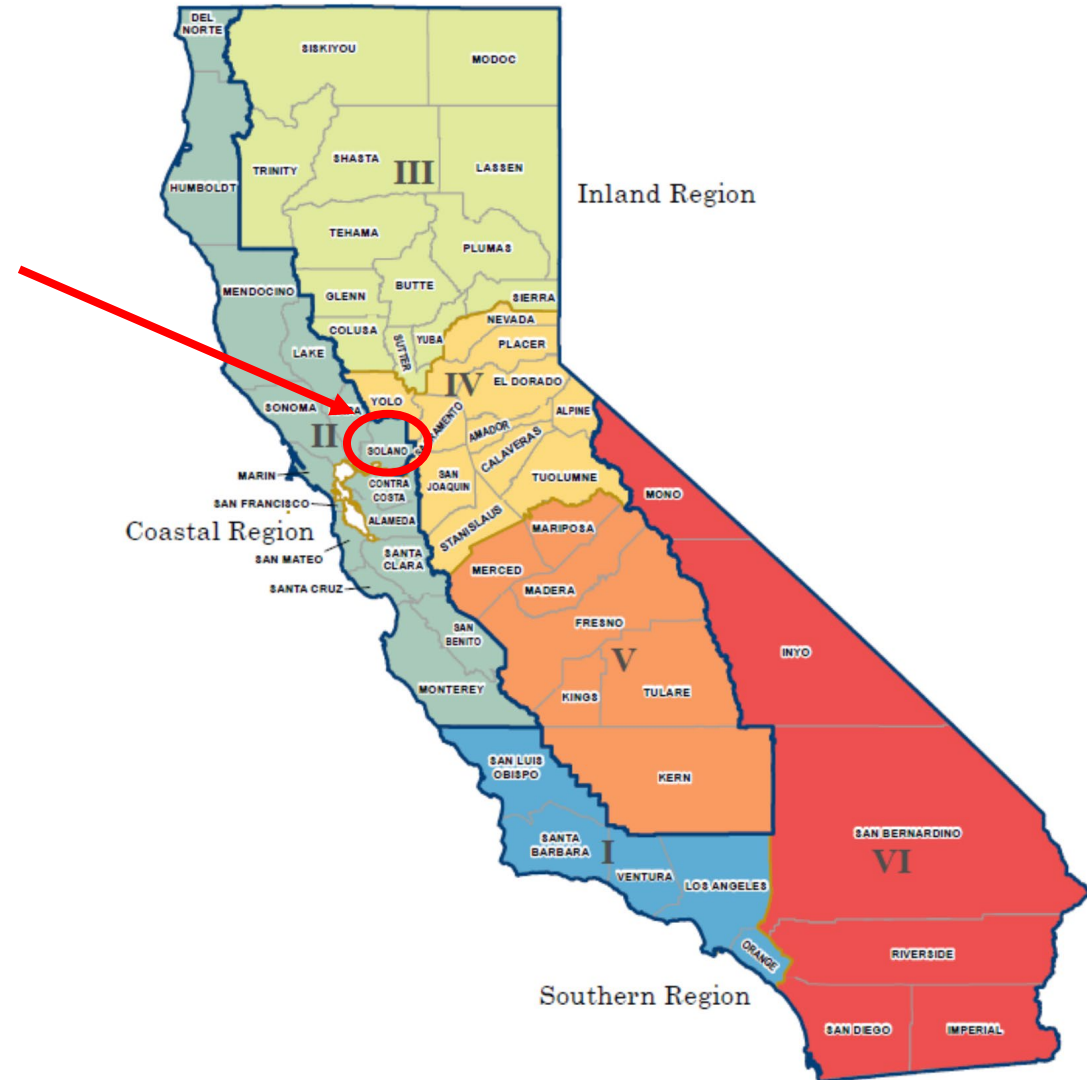 DEL
NORTE
SISKIYOU
MODOC
HUMBOLDT
TRINITY
SHASTA
III
LASSEN
Inland Region
TEHAMA
PLUMAS
MENDOCINO
GLENN
BUTTE
SIERRA
COLUSA
SUTTER
YUBA
NEVADA
PLACER
LAKE
IV
EL DORADO
SONOMA
YOLO
ALPINE
II
SOLANO
AMADOR
CALAVERAS
MARIN
CONTRA
COSTA
SAN
JOAQUIN
TUOLUMNE
MONO
SAN FRANCISCO
ALAMEDA
STANISLAUS
MARIPOSA
Coastal Region
SAN MATEO
SANTA
CLARA
MERCED
MADERA
SANTA CRUZ
FRESNO
SAN
BENITO
INYO
V
MONTEREY
KINGS
TULARE
SAN LUIS
OBISPO
KERN
SANTA
BARBARA
I
VENTURA
LOS ANGELES
SAN BERNARDINO
VI
ORANGE
RIVERSIDE
Southern Region
SAN DIEGO
IMPERIAL